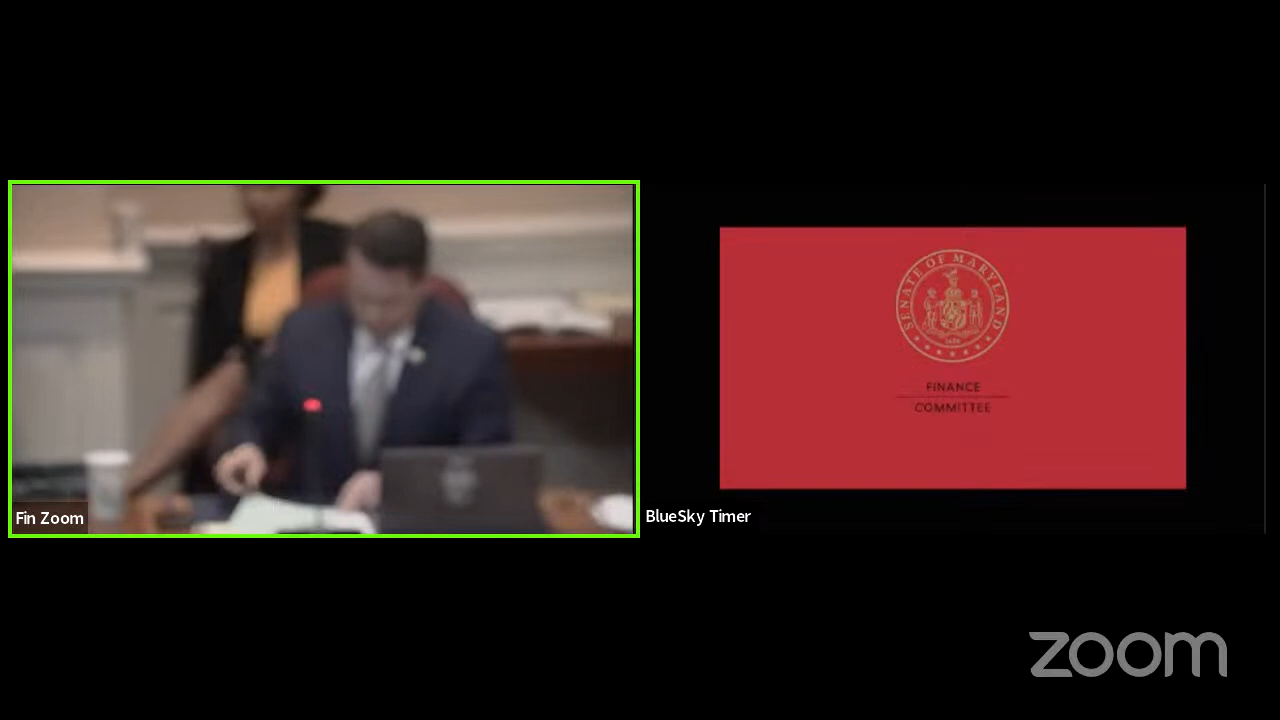 SENATE OF MARYLAND
FINANCE
COMMITTEE
Fin Zoom
BlueSky Timer
zoom